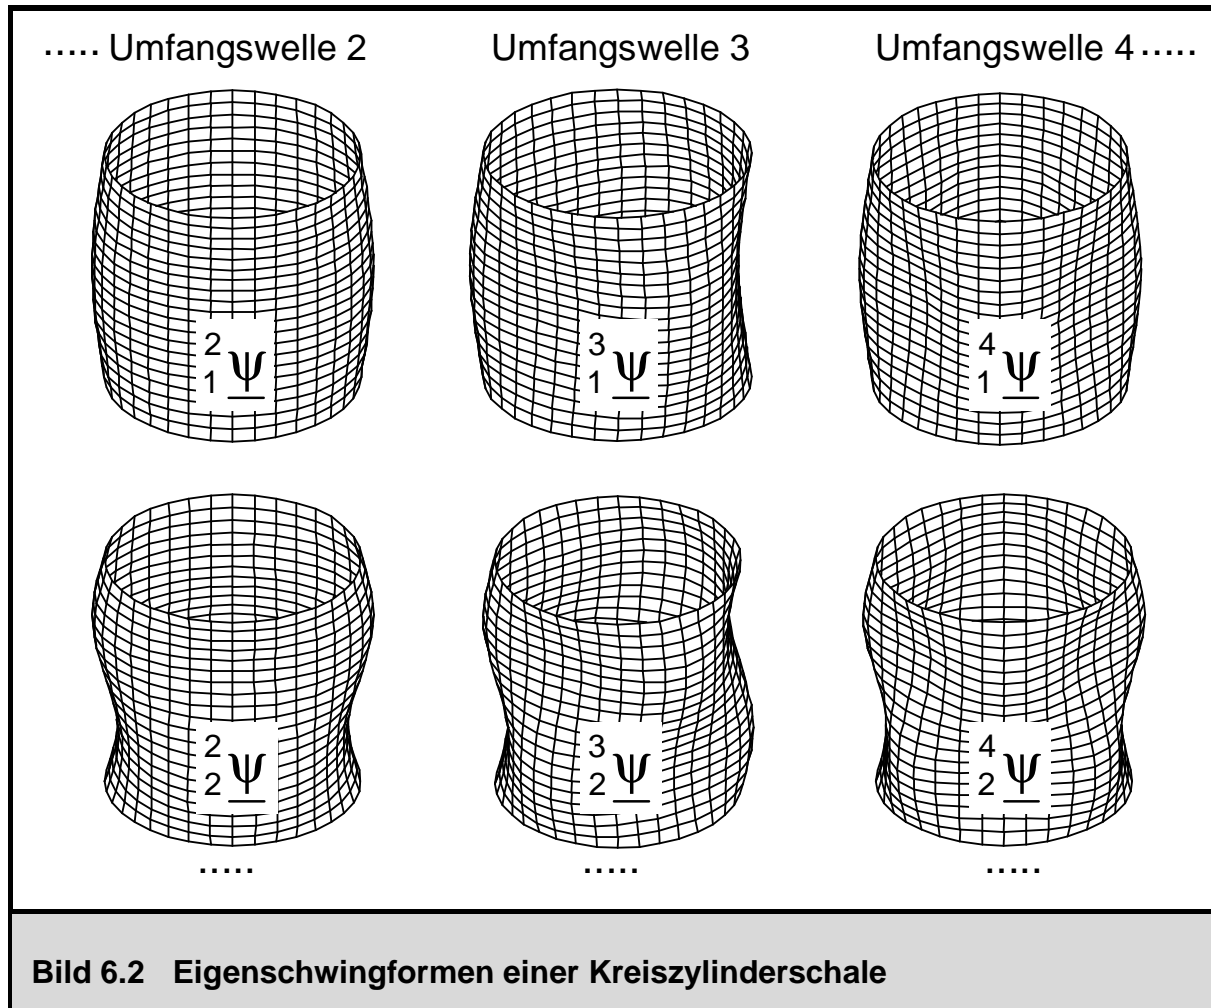 ..... Umfangswelle 2 Umfangswelle 3 Umfangswelle 4 .....
2 3 4
1 ψ 1 ψ 1 ψ
2 3 4
2 ψ 2 ψ 2 ψ
..... ..... .....
Bild 6.2 Eigenschwingformen einer Kreiszylinderschale